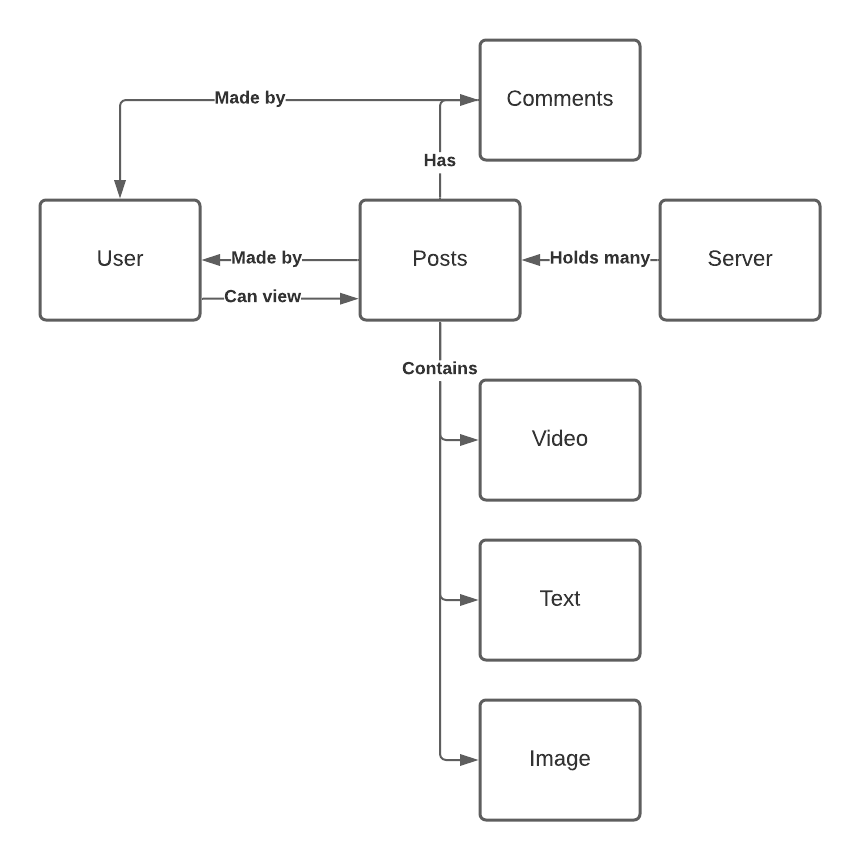 Comments
Made by
Has
User
Made by
Posts
Holds many
Server
Can view
Contains
Video
Text
Image